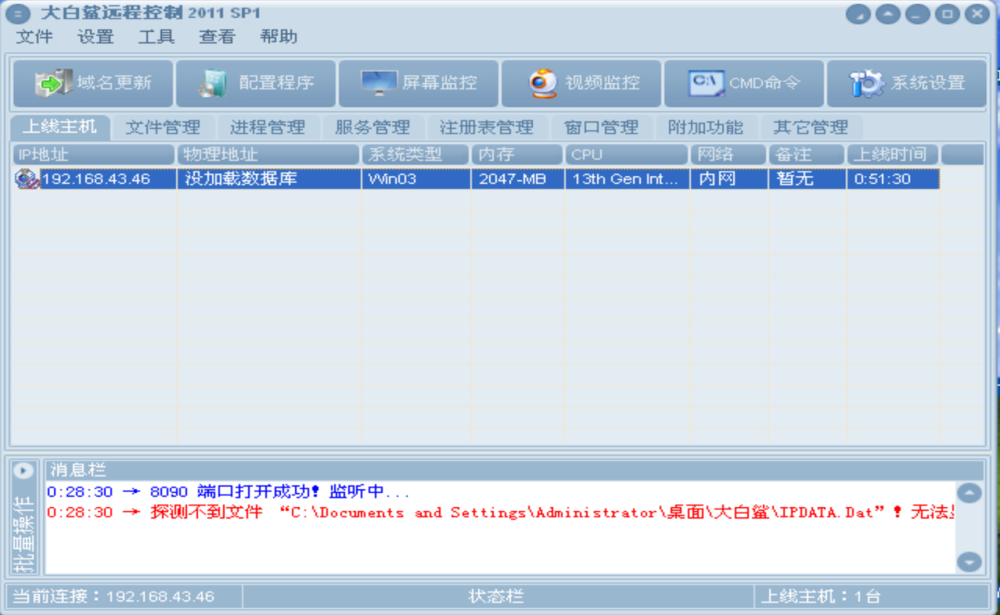 大白鲨远程控制 2011 SP1
文件 设置 工具 查看 帮助
域名更新 配置程序 屏幕监控 视频监控 CMD命令 系统设置
上线主机 文件管理 进程管理 服务管理 注册表管理 窗口管理 附加功能 其它管理
IP地址 物理地址 系统类型 内存 CPU 网络 备注 上线时间
192.168.43.46 没加载数据库 Win03 2047-MB 13th Gen Int... 内网 暂无 0:51:30
消息栏
0:28:30 → 8090 端口打开成功! 监听中...
0:28:30 → 探测不到文件 “C:\Documents and Settings\Administrator\桌面\大白鲨\IPDATA.Dat”! 无法
批量操作
当前连接：192.168.43.46 状态栏 上线主机：1台